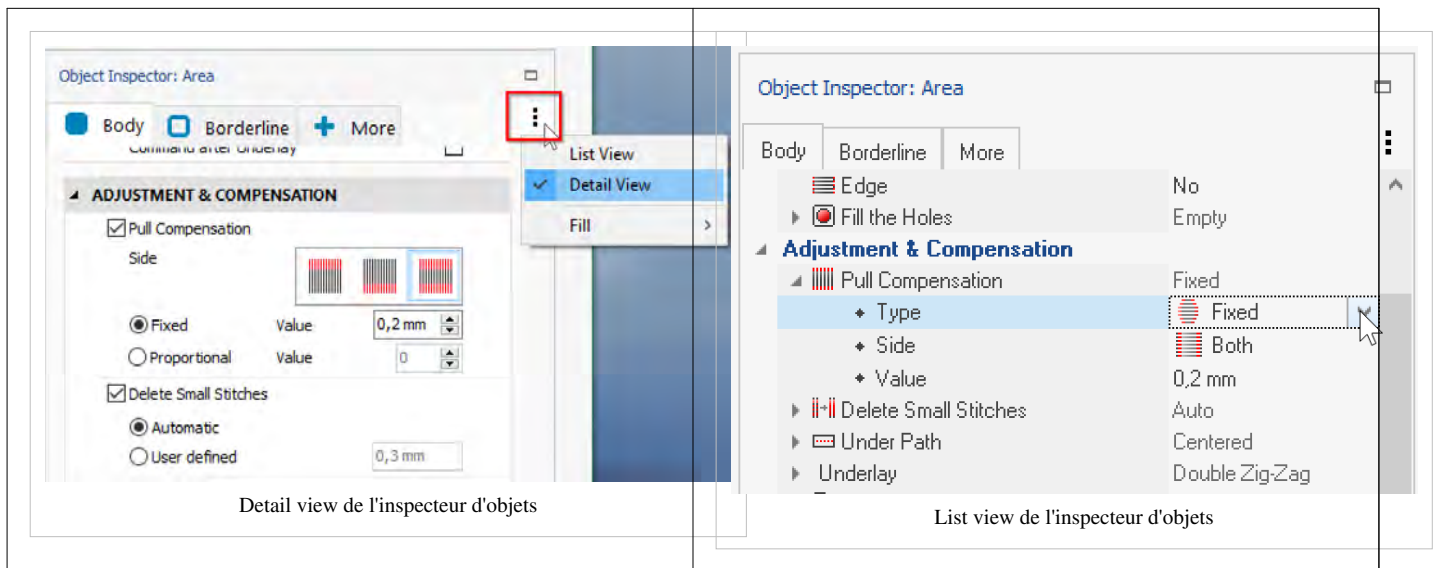 Object Inspector: Area
Body Borderline More
Command after Underlay
List View
Detail View
Fill
ADJUSTMENT & COMPENSATION
Pull Compensation
Side
Fixed Value 0,2 mm
Proportional Value 0
Delete Small Stitches
Automatic
User defined 0,3 mm
Detail view de l'inspecteur d'objets
Object Inspector: Area
Body Borderline More
Edge No
Fill the Holes Empty
Adjustment & Compensation
Pull Compensation Fixed
Type Fixed
Side Both
Value 0,2 mm
Delete Small Stitches Auto
Under Path Centered
Underlay Double Zig-Zag
List view de l'inspecteur d'objets